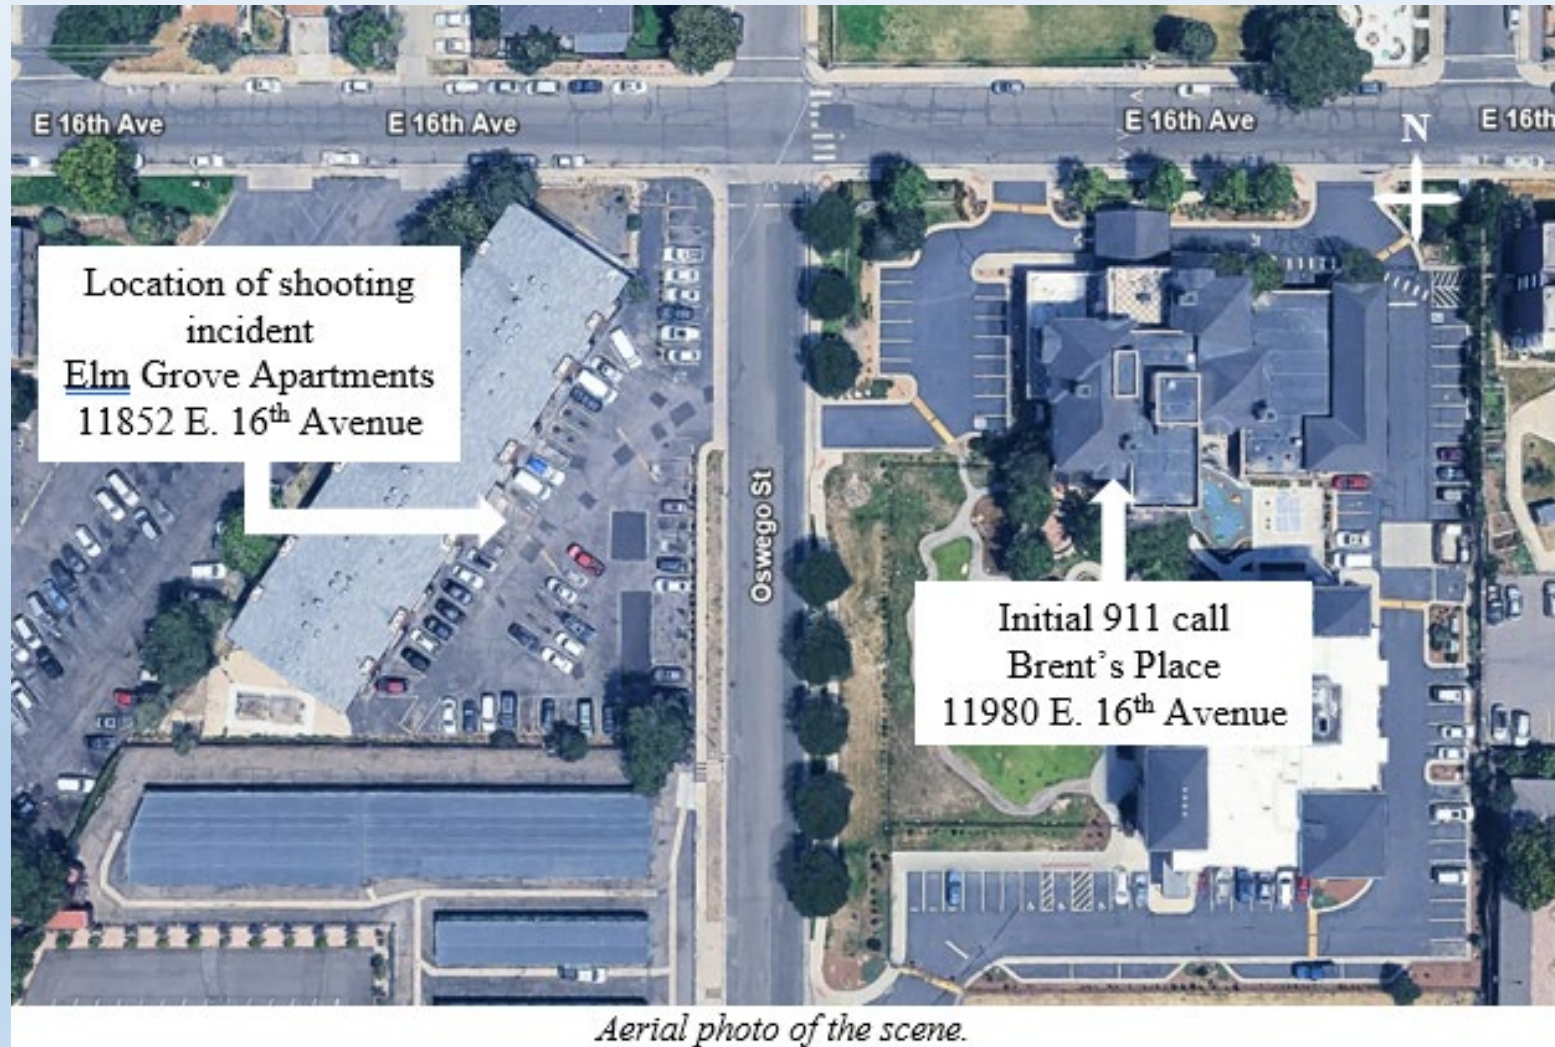 E 16th Ave
E 16th Ave
E 16th Ave
E 16th
N
Location of shooting
incident
Elm Grove Apartments
11852 E. 16th Avenue
Oswego St
Initial 911 call
Brent's Place
11980 E. 16th Avenue
Aerial photo of the scene.